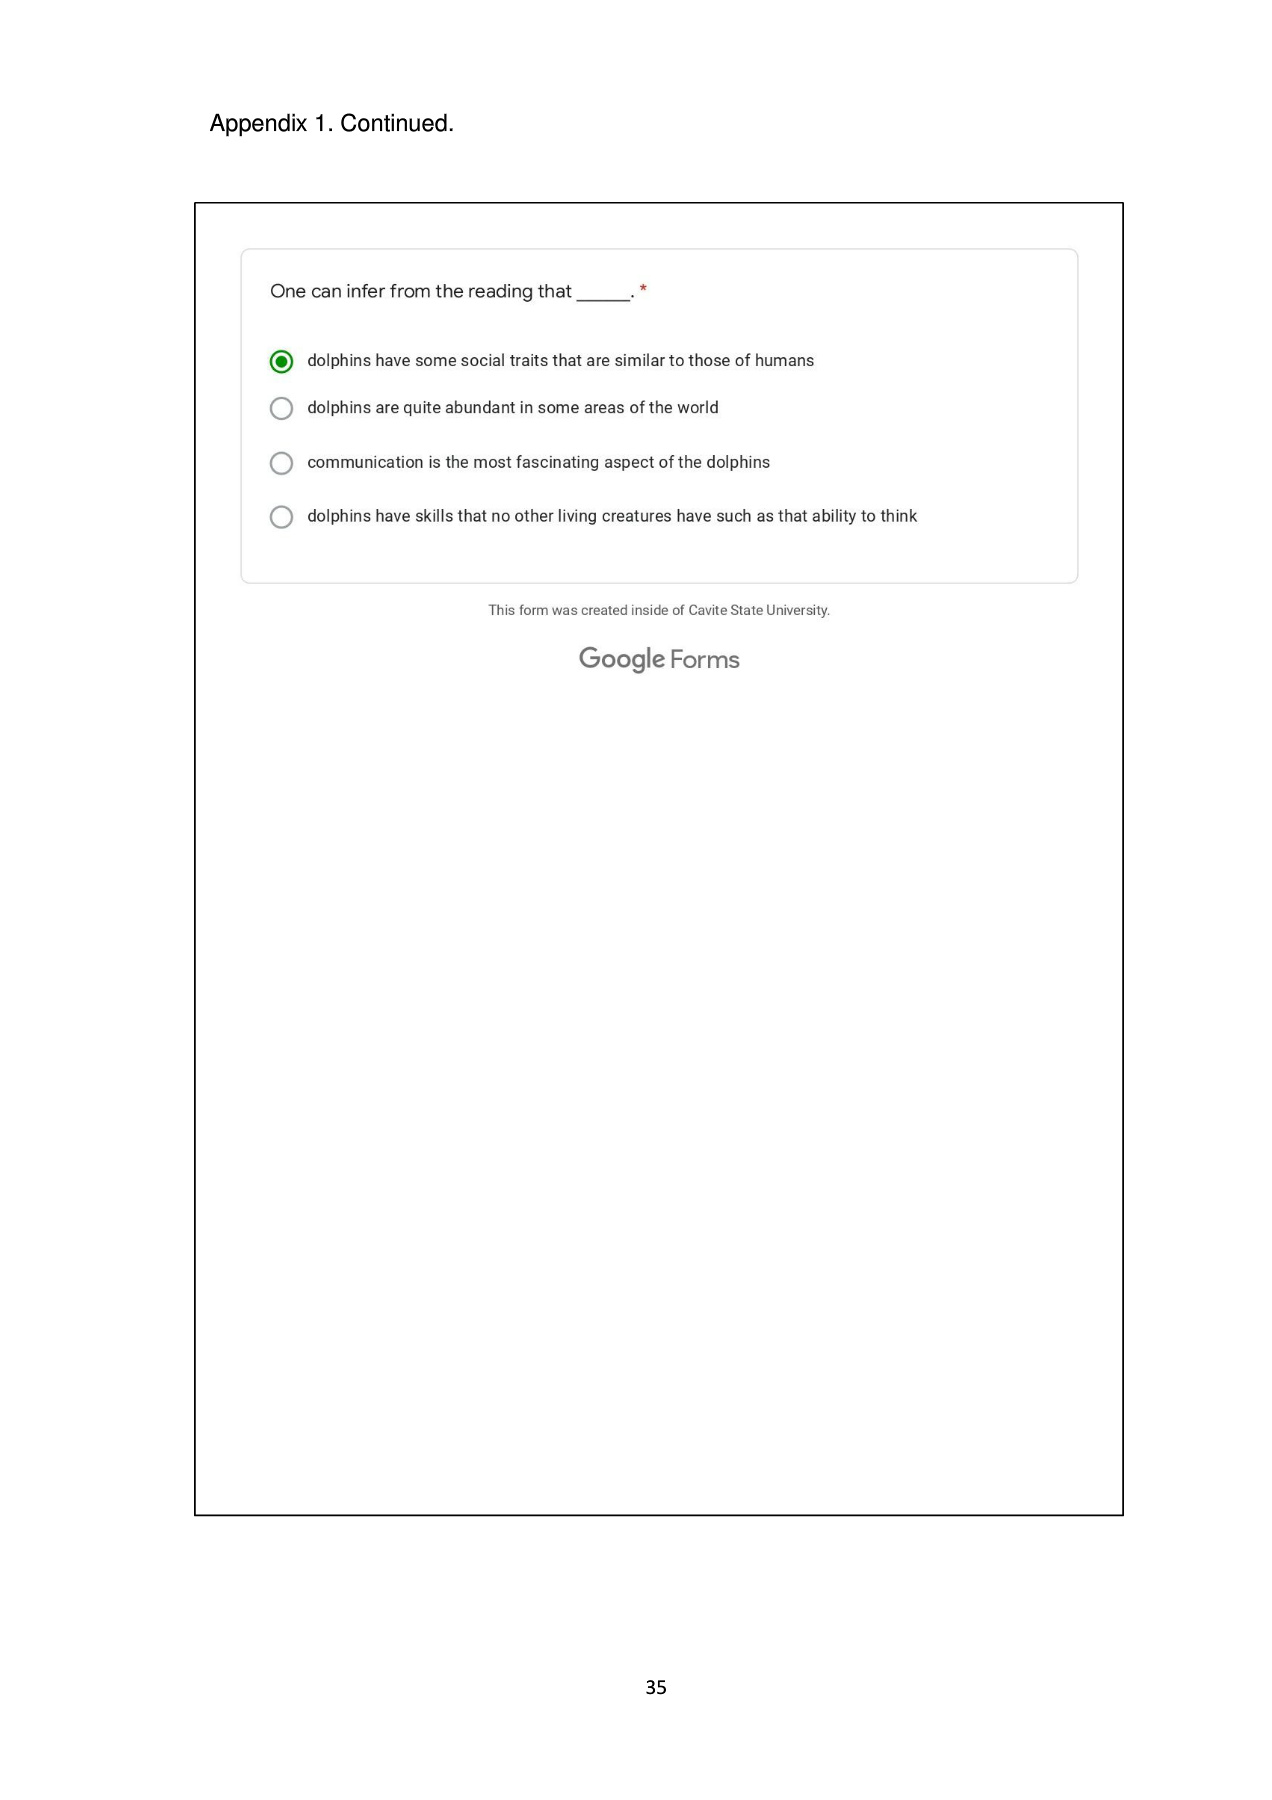 Appendix 1. Continued.
One can infer from the reading that _____. *
dolphins have some social traits that are similar to those of humans
dolphins are quite abundant in some areas of the world
communication is the most fascinating aspect of the dolphins
dolphins have skills that no other living creatures have such as that ability to think
This form was created inside of Cavite State University.
Google Forms
35